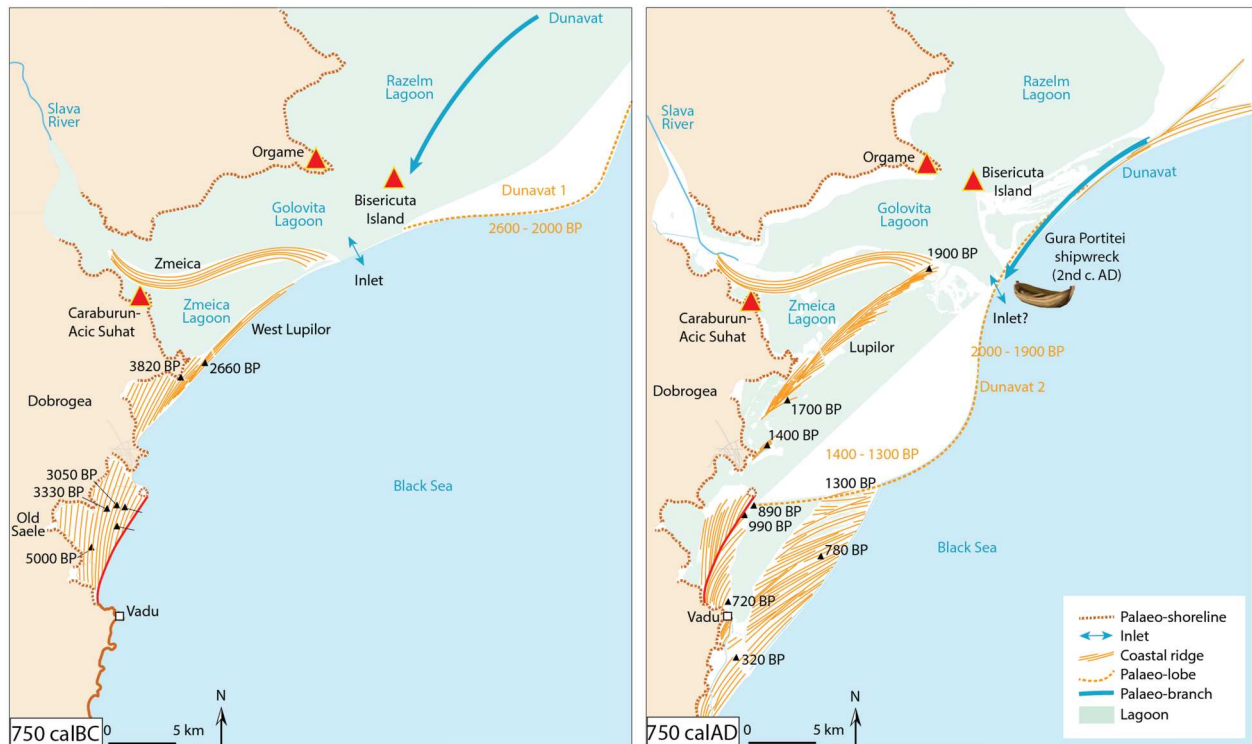 Dunavat
Razelm
Lagoon
Slava
River
Orgame
Bisericuta
Island
Dunavat 1
Golovita
Lagoon
2600 - 2000 BP
Zmeica
Inlet
Caraburun-
Acic Suhat
Zmeica
Lagoon
West Lupilor
3820 BP
2660 BP
Dobrogea
3050 BP
3330 BP
Old
Saele
5000 BP
Black Sea
Vadu
N
750 calBC
0
5 km
Razelm
Lagoon
Slava
River
Orgame
Bisericuta
Island
Dunavat
Golovita
Lagoon
Gura Portitei
shipwreck
(2nd c. AD)
1900 BP
Inlet?
Zmeica
Zmeica
Lagoon
Caraburun-
Acic Suhat
Lupilor
2000 - 1900 BP
Dunavat 2
Dobrogea
1700 BP
1400 BP
1400 - 1300 BP
1300 BP
890 BP
990 BP
780 BP
Black Sea
720 BP
Vadu
320 BP
N
750 calAD
0
5 km
Palaeo-shoreline
Inlet
Coastal ridge
Palaeo-lobe
Palaeo-branch
Lagoon